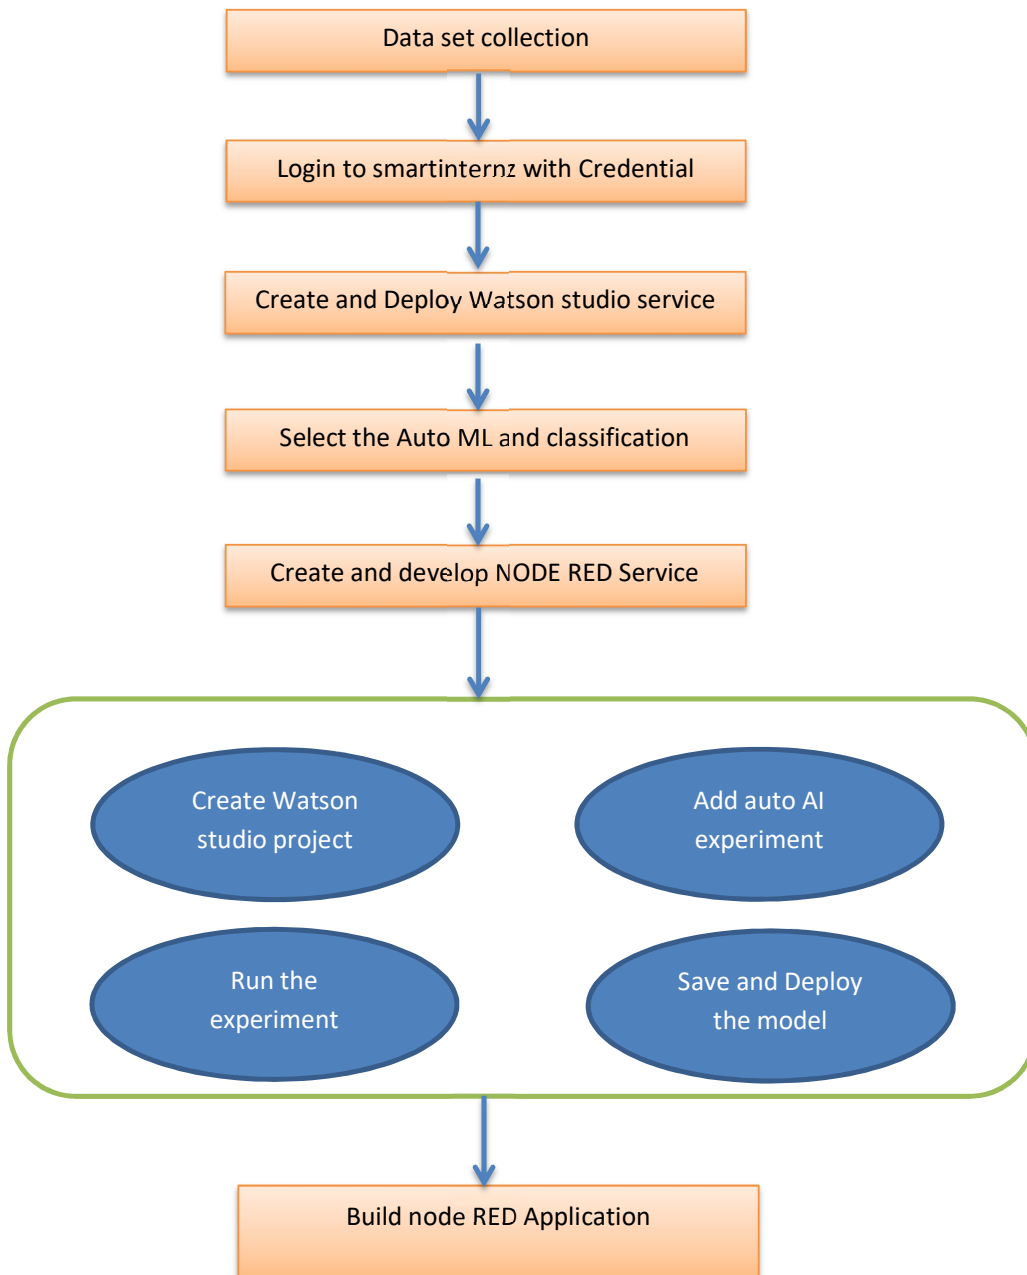 Data set collection
Login to smartinternz with Credential
Create and Deploy Watson studio service
Select the Auto ML and classification
Create and develop NODE RED Service
Create Watson
studio project
Add auto AI
experiment
Run the
experiment
Save and Deploy
the model
Build node RED Application